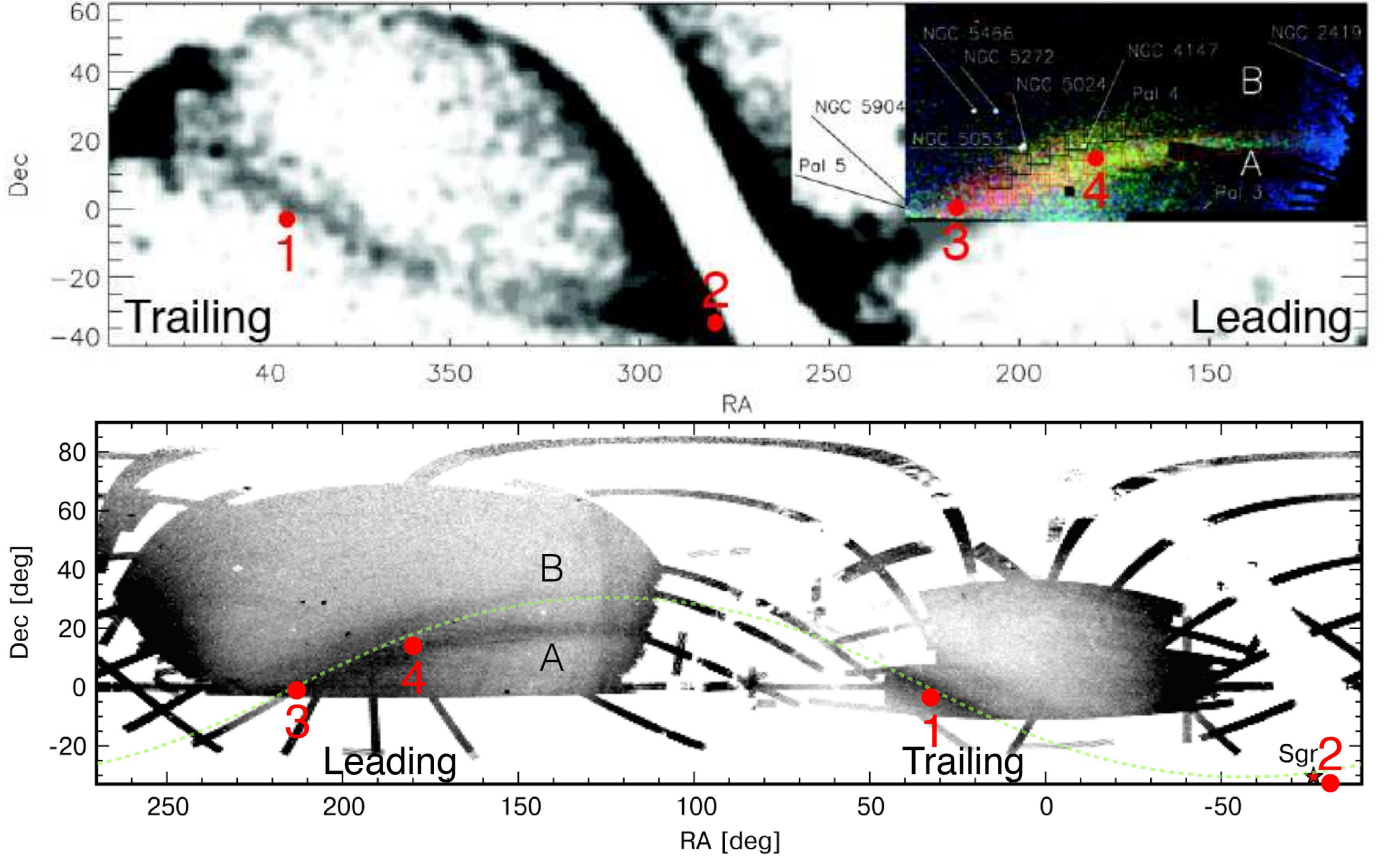 60
40
20
0
-20
-40
Dec
NGC 5466
NGC 5272
NGC 4147
NGC 2419
B
NGC 5024
Pal 4
NGC 5904
NGC 5053
A
Pal 5
Pal 3
1
2
3
4
Trailing
Leading
40 350 300 250 200 150
RA
80
60
40
20
0
-20
Dec [deg]
B
A
4
3
1
Sgr 2
Leading
Trailing
250 200 150 100 50 0 -50
RA [deg]